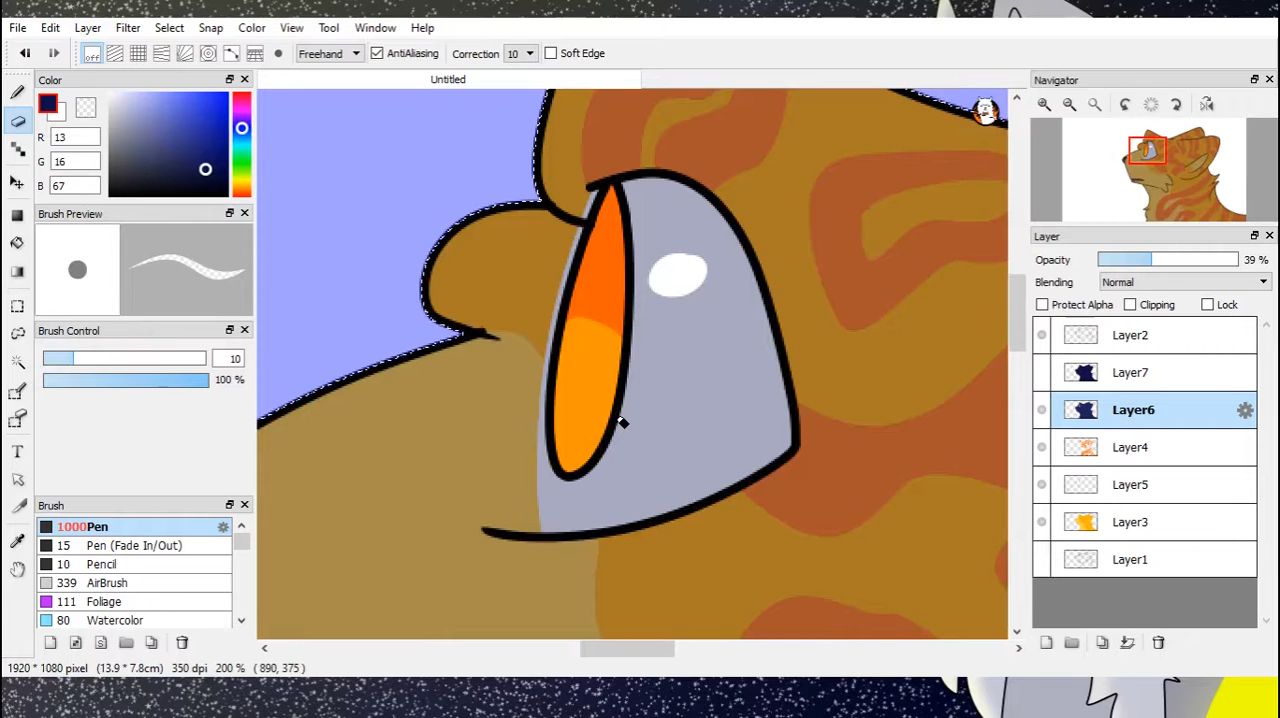 File Edit Layer Filter Select Snap Color View Tool Window Help
off Freehand AntiAliasing Correction 10 Soft Edge
Color
Untitled
Navigator
R 13
G 16
B 67
Brush Preview
Layer
Opacity 39 %
Blending Normal
Protect Alpha Clipping Lock
Brush Control
Layer2
10
Layer7
100 %
Layer6
Layer4
Layer5
Brush
Layer3
1000Pen
15 Pen (Fade In/Out)
Layer1
10 Pencil
339 AirBrush
111 Foliage
80 Watercolor
1920 * 1080 pixel (13.9 * 7.8cm) 350 dpi 200 % ( 890, 375)